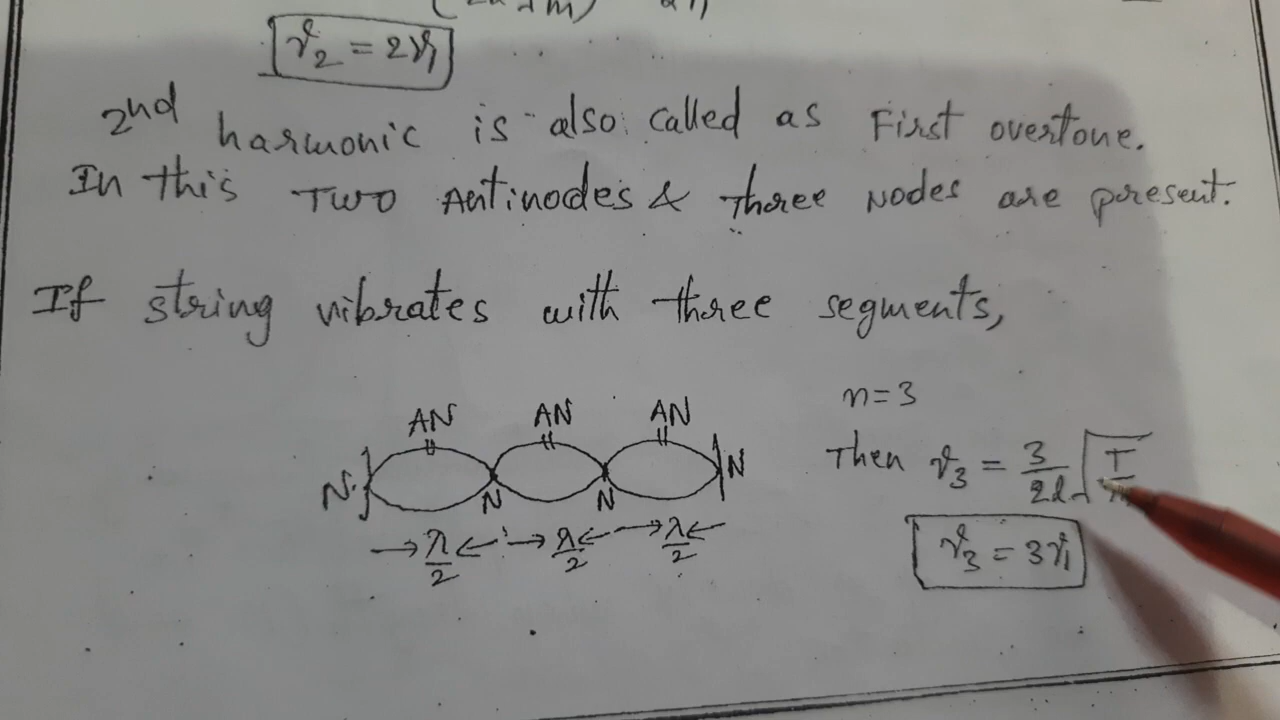 ν₂ = 2ν₁
2nd harmonic is also called as First overtone.
In this Two Antinodes & three Nodes are present.
If string vibrates with three segments,
n=3
AN AN AN
Then ν₃ = 3/2l √T/
N N N N
λ/2 λ/2 λ/2
ν₃ = 3ν₁